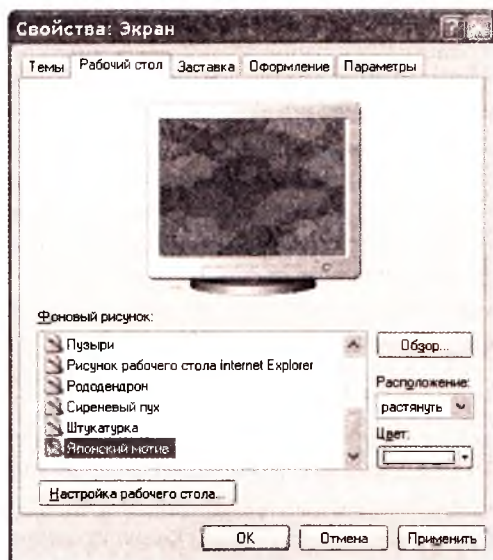 Свойства: Экран
Темы Рабочий стол Заставка Оформление Параметры
Фоновый рисунок:
Пузыри
Рисунок рабочего стола internet Explorer
Рододендрон
Сиреневый пух
Штукатурка
Японский мотив
Обзор...
Расположение:
растянуть
Цвет:
Настройка рабочего стола...
ОК Отмена Применить